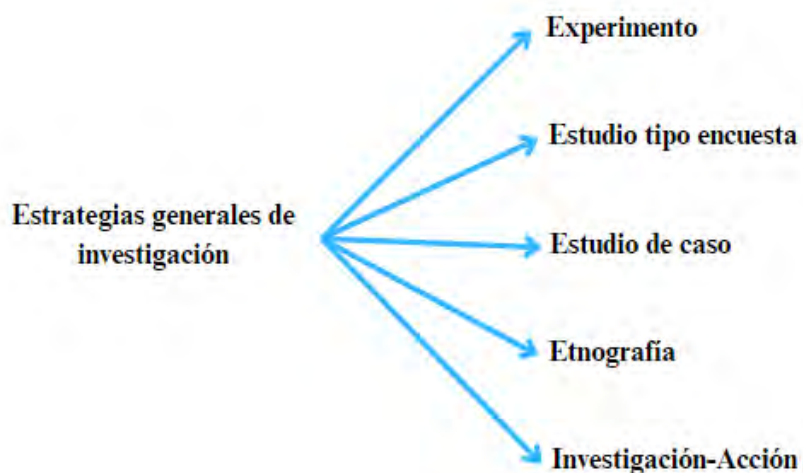 Experimento
Estudio tipo encuesta
Estrategias generales de
investigación
Estudio de caso
Etnografía
Investigación-Acción